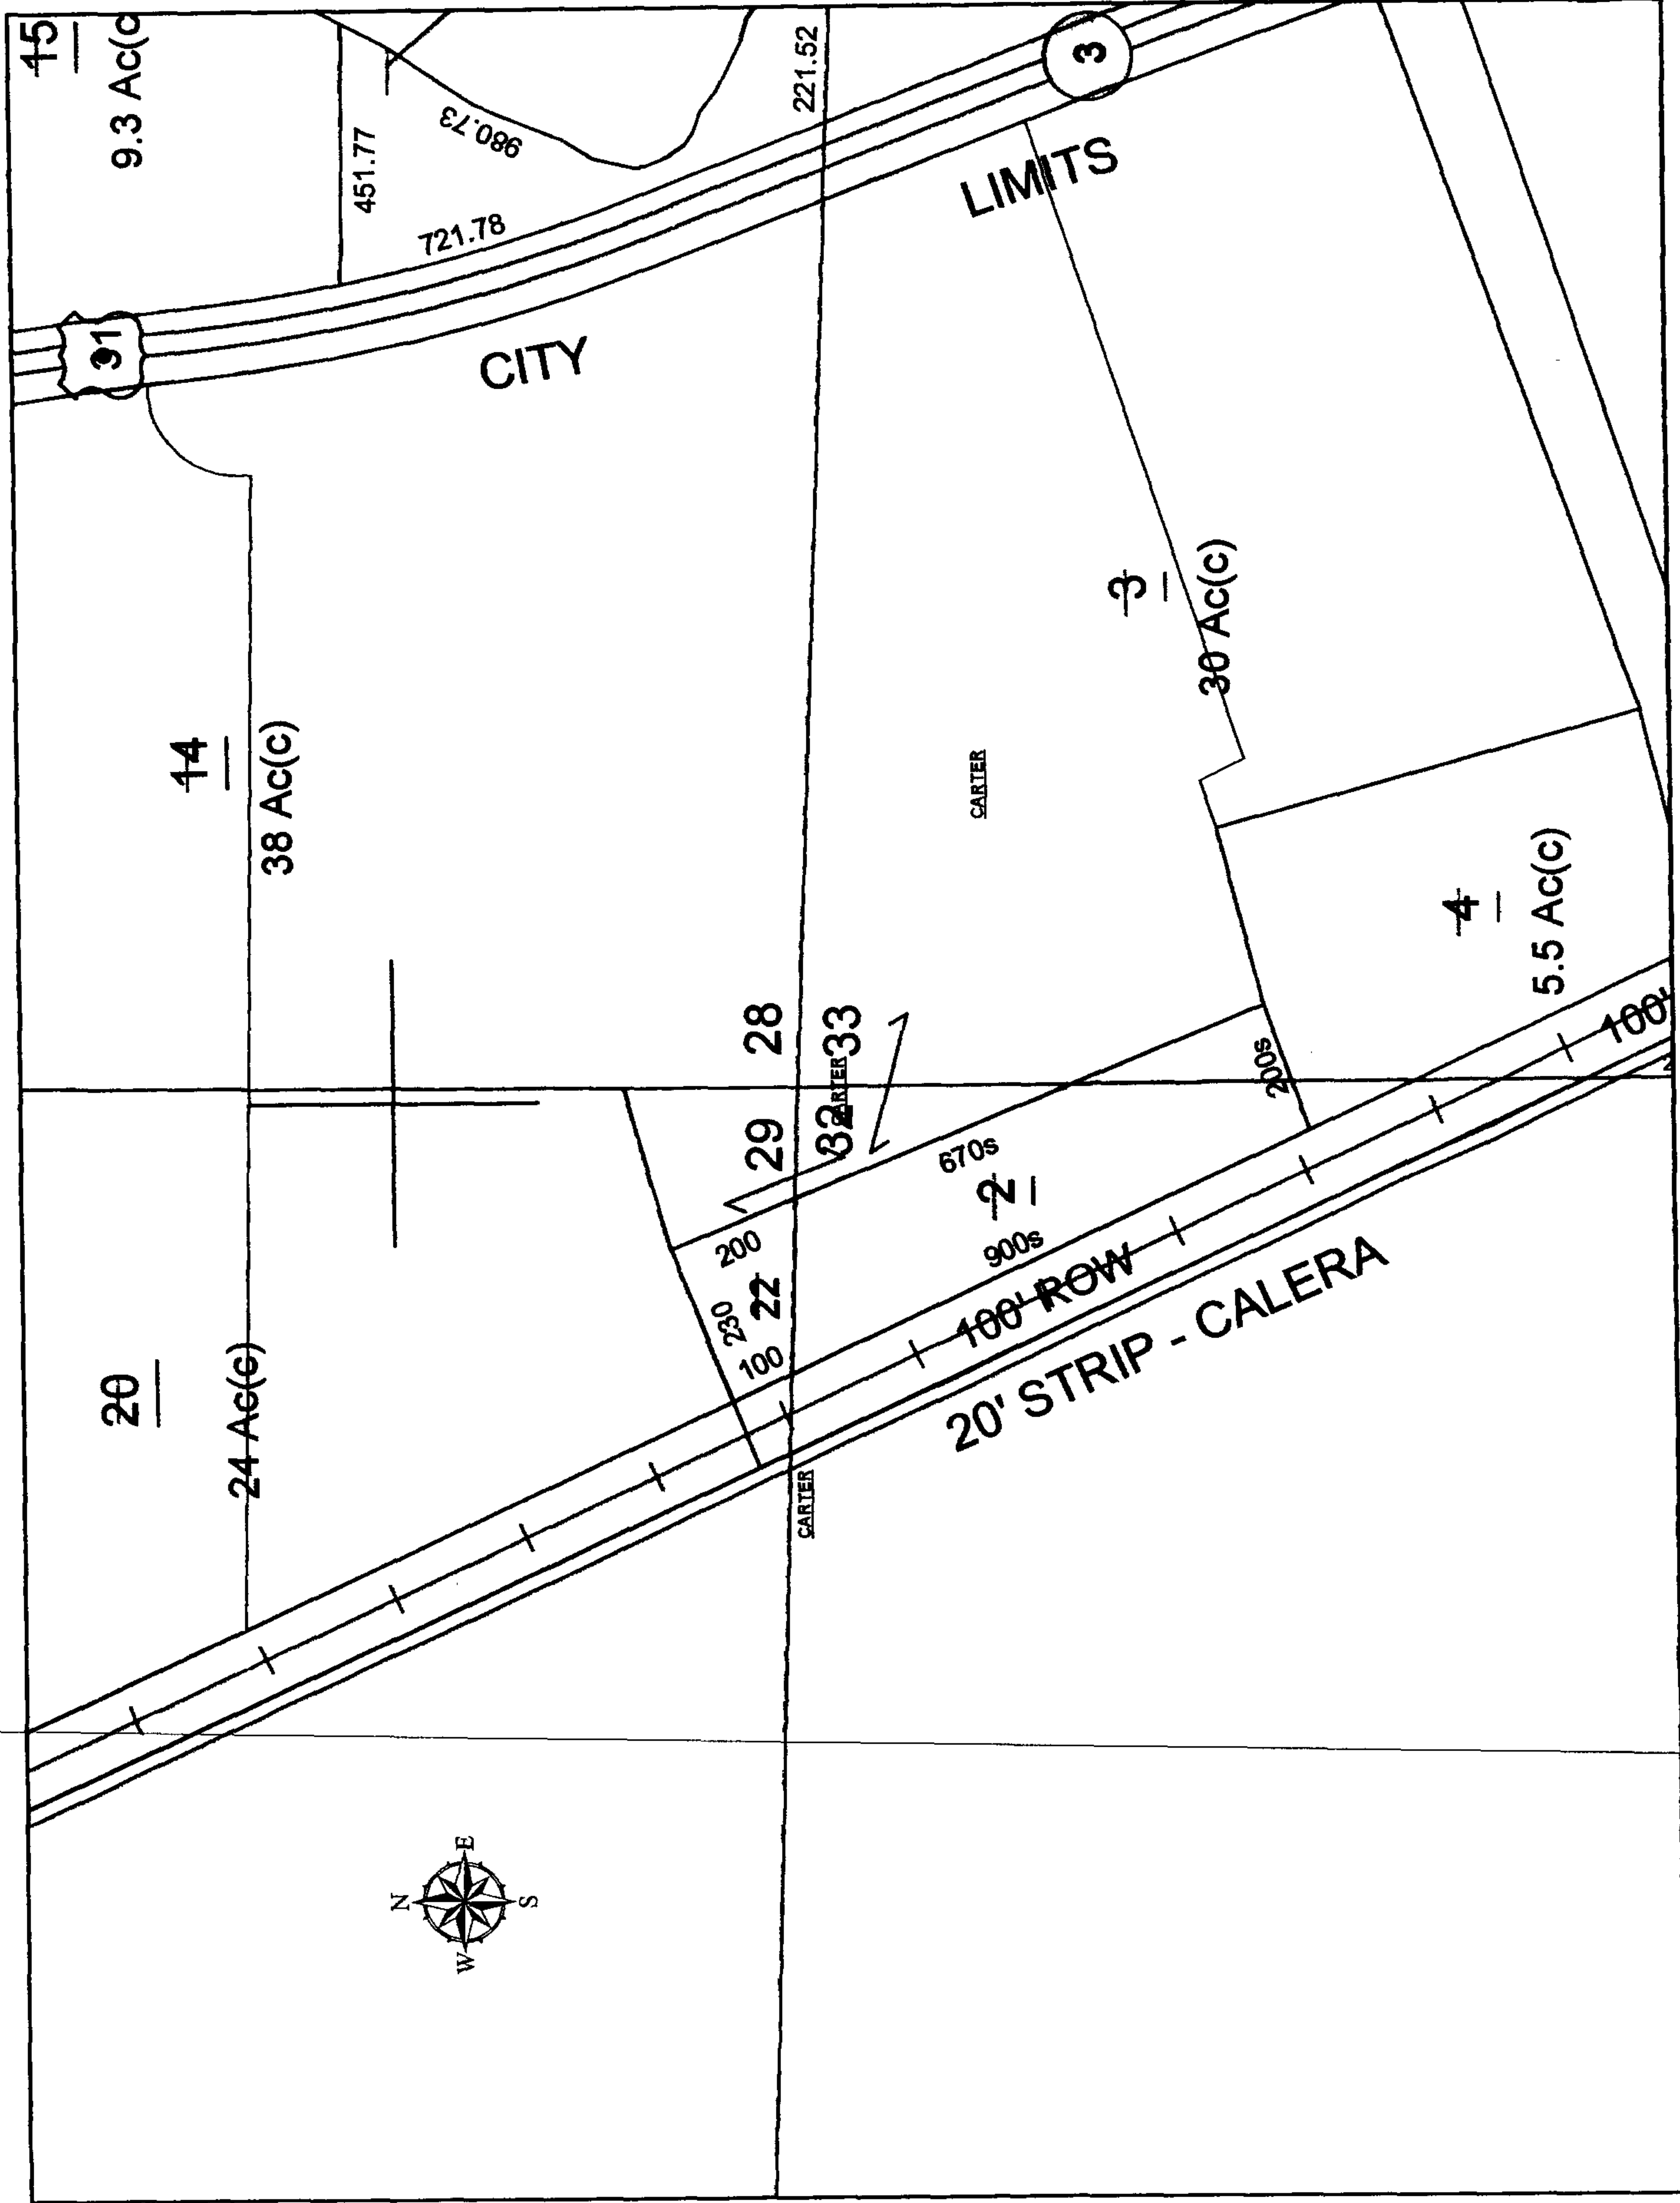 15
9.3 Ac(c
451.77
980.73
221.52
721.78
31
3
CITY
LIMITS
14
38 Ac(c)
3
30 Ac(c)
CARTER
4
5.5 Ac(c)
29 28
32 33
CARTER
20
24 Ac(c)
200
230
22
100
670s
2
900s
200s
100' ROW
100'
20' STRIP - CALERA
CARTER
N
E
S
W